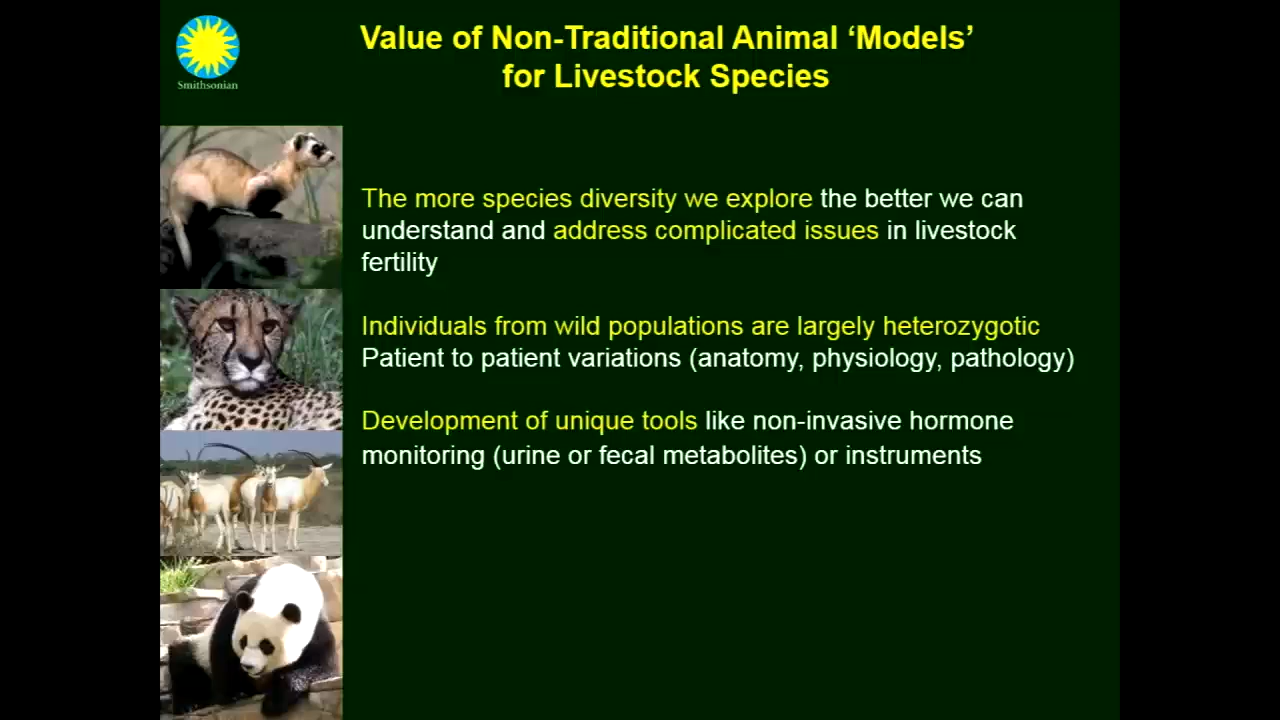 Smithsonian
Value of Non-Traditional Animal ‘Models’
for Livestock Species
The more species diversity we explore the better we can
understand and address complicated issues in livestock
fertility
Individuals from wild populations are largely heterozygotic
Patient to patient variations (anatomy, physiology, pathology)
Development of unique tools like non-invasive hormone
monitoring (urine or fecal metabolites) or instruments